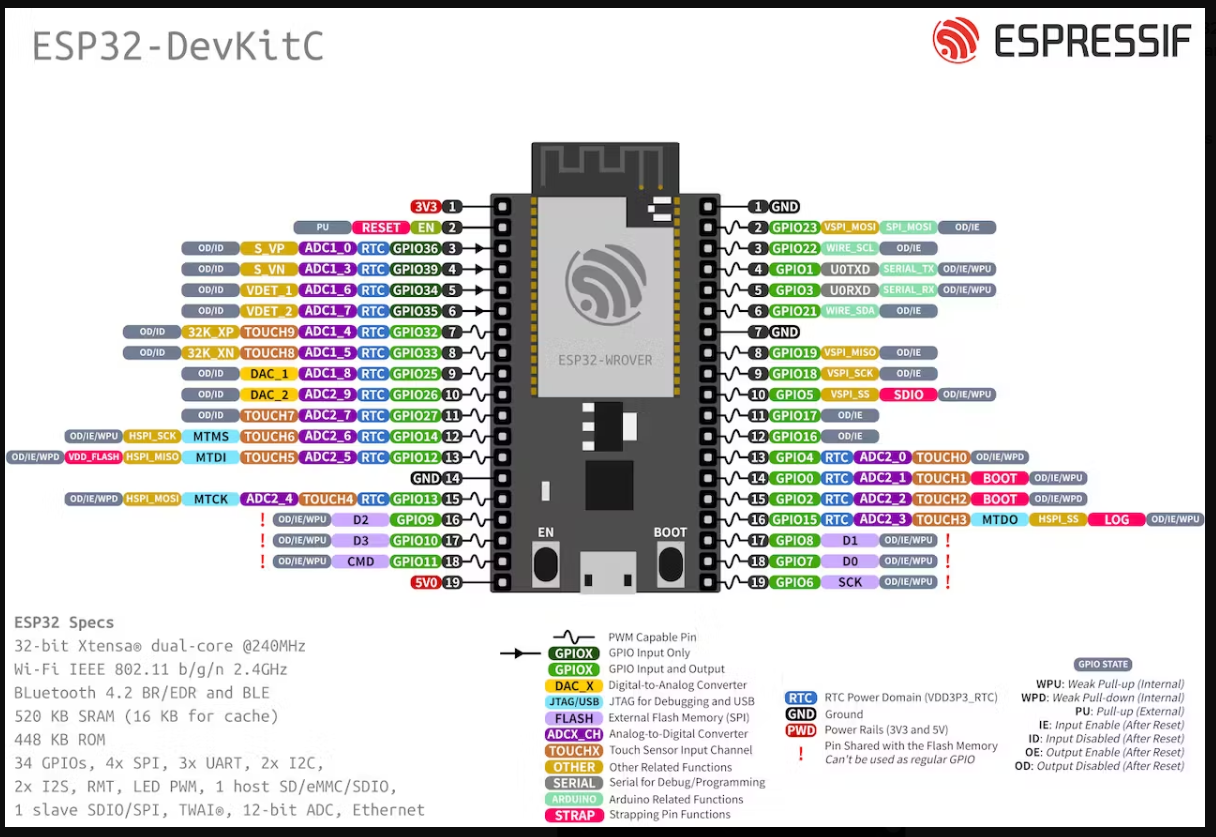 ESP32-DevKitC
ESPRESSIF
3V3 1
PU RESET EN 2
OD/ID S_VP ADC1_0 RTC GPIO36 3
OD/ID S_VN ADC1_3 RTC GPIO39 4
OD/ID VDET_1 ADC1_6 RTC GPIO34 5
OD/ID VDET_2 ADC1_7 RTC GPIO35 6
OD/ID 32K_XP TOUCH9 ADC1_4 RTC GPIO32 7
OD/ID 32K_XN TOUCH8 ADC1_5 RTC GPIO33 8
OD/ID DAC_1 ADC1_8 RTC GPIO25 9
OD/ID DAC_2 ADC2_9 RTC GPIO26 10
OD/ID TOUCH7 ADC2_7 RTC GPIO27 11
OD/IE/WPU HSPI_SCK MTMS TOUCH6 ADC2_6 RTC GPIO14 12
OD/IE/WPD VDD_FLASH HSPI_MISO MTDI TOUCH5 ADC2_5 RTC GPIO12 13
GND 14
OD/IE/WPD HSPI_MOSI MTCK ADC2_4 TOUCH4 RTC GPIO13 15
! OD/IE/WPU D2 GPIO9 16
! OD/IE/WPU D3 GPIO10 17
! OD/IE/WPU CMD GPIO11 18
5V0 19
ESP32-WROVER
EN
BOOT
1 GND
2 GPIO23 VSPI_MOSI SPI_MOSI OD/IE
3 GPIO22 WIRE_SCL OD/IE
4 GPIO1 U0TXD SERIAL_TX OD/IE/WPU
5 GPIO3 U0RXD SERIAL_RX OD/IE/WPU
6 GPIO21 WIRE_SDA OD/IE
7 GND
8 GPIO19 VSPI_MISO OD/IE
9 GPIO18 VSPI_SCK OD/IE
10 GPIO5 VSPI_SS SDIO OD/IE/WPU
11 GPIO17 OD/IE
12 GPIO16 OD/IE
13 GPIO4 RTC ADC2_0 TOUCH0 OD/IE/WPD
14 GPIO0 RTC ADC2_1 TOUCH1 BOOT OD/IE/WPU
15 GPIO2 RTC ADC2_2 TOUCH2 BOOT OD/IE/WPD
16 GPIO15 RTC ADC2_3 TOUCH3 MTDO HSPI_SS LOG OD/IE/WPU
17 GPIO8 D1 OD/IE/WPU !
18 GPIO7 D0 OD/IE/WPU !
19 GPIO6 SCK OD/IE/WPU !
ESP32 Specs
32-bit Xtensa® dual-core @240MHz
Wi-Fi IEEE 802.11 b/g/n 2.4GHz
BLuetooth 4.2 BR/EDR and BLE
520 KB SRAM (16 KB for cache)
448 KB ROM
34 GPIOs, 4x SPI, 3x UART, 2x I2C,
2x I2S, RMT, LED PWM, 1 host SD/eMMC/SDIO,
1 slave SDIO/SPI, TWAI®, 12-bit ADC, Ethernet
PWM Capable Pin
GPIOX GPIO Input Only
GPIOX GPIO Input and Output
DAC_X Digital-to-Analog Converter
JTAG/USB JTAG for Debugging and USB
FLASH External Flash Memory (SPI)
ADCX_CH Analog-to-Digital Converter
TOUCHX Touch Sensor Input Channel
OTHER Other Related Functions
SERIAL Serial for Debug/Programming
ARDUINO Arduino Related Functions
STRAP Strapping Pin Functions
RTC RTC Power Domain (VDD3P3_RTC)
GND Ground
PWD Power Rails (3V3 and 5V)
! Pin Shared with the Flash Memory
Can't be used as regular GPIO
GPIO STATE
WPU: Weak Pull-up (Internal)
WPD: Weak Pull-down (Internal)
PU: Pull-up (External)
IE: Input Enable (After Reset)
ID: Input Disabled (After Reset)
OE: Output Enable (After Reset)
OD: Output Disabled (After Reset)